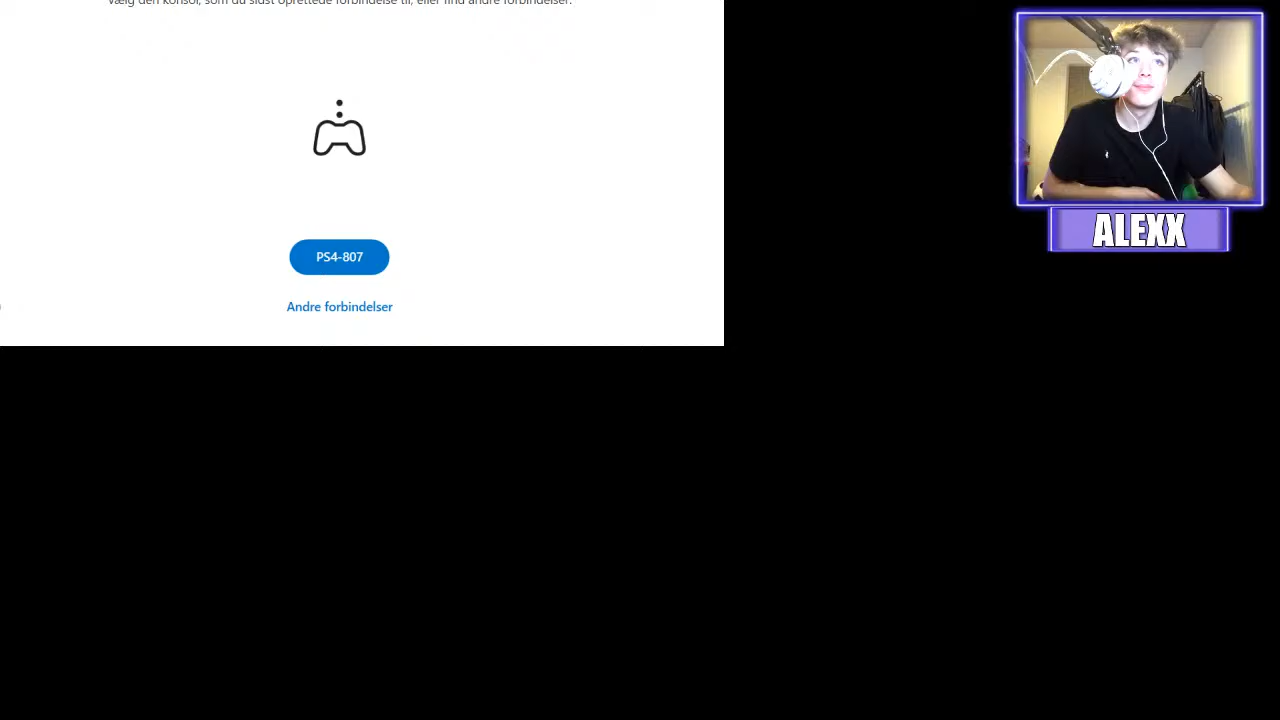 Vælg den konsol, som du sidst oprettede forbindelse til, eller find andre forbindelser.
PS4-807
Andre forbindelser
ALEXX